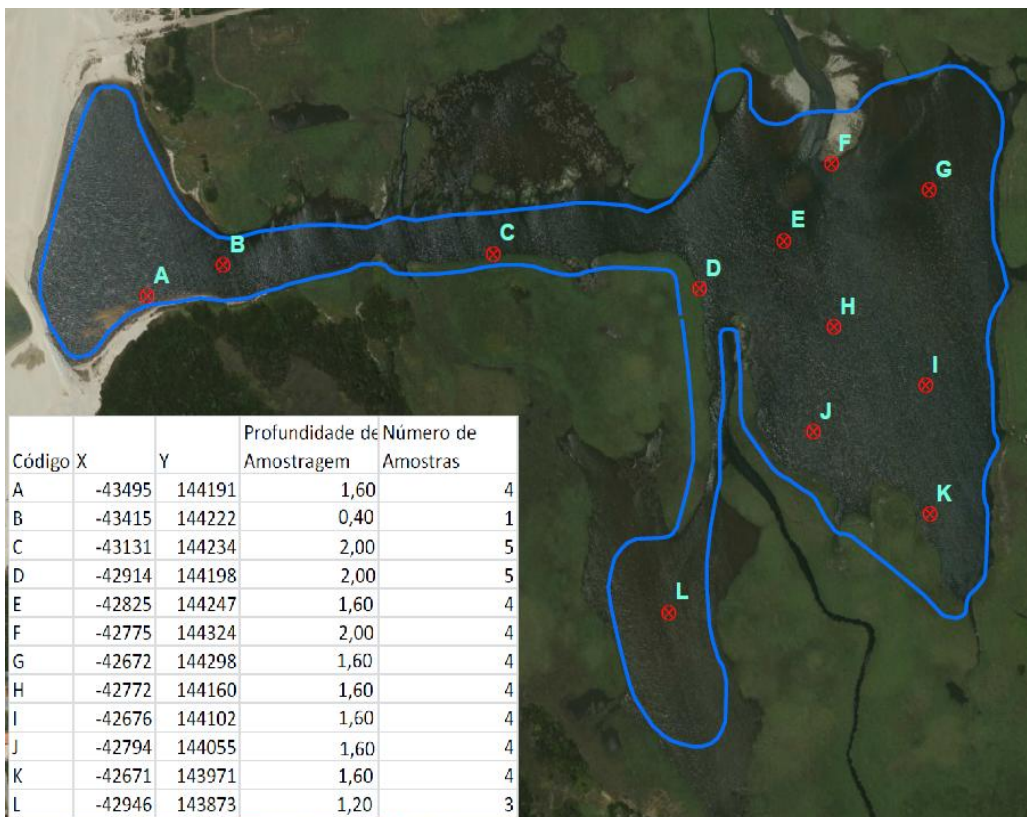 F
G
B
C
E
A
D
H
I
J
K
L
Profundidade de Número de
Código X Y Amostragem Amostras
A -43495 144191 1,60 4
B -43415 144222 0,40 1
C -43131 144234 2,00 5
D -42914 144198 2,00 5
E -42825 144247 1,60 4
F -42775 144324 2,00 4
G -42672 144298 1,60 4
H -42772 144160 1,60 4
I -42676 144102 1,60 4
J -42794 144055 1,60 4
K -42671 143971 1,60 4
L -42946 143873 1,20 3